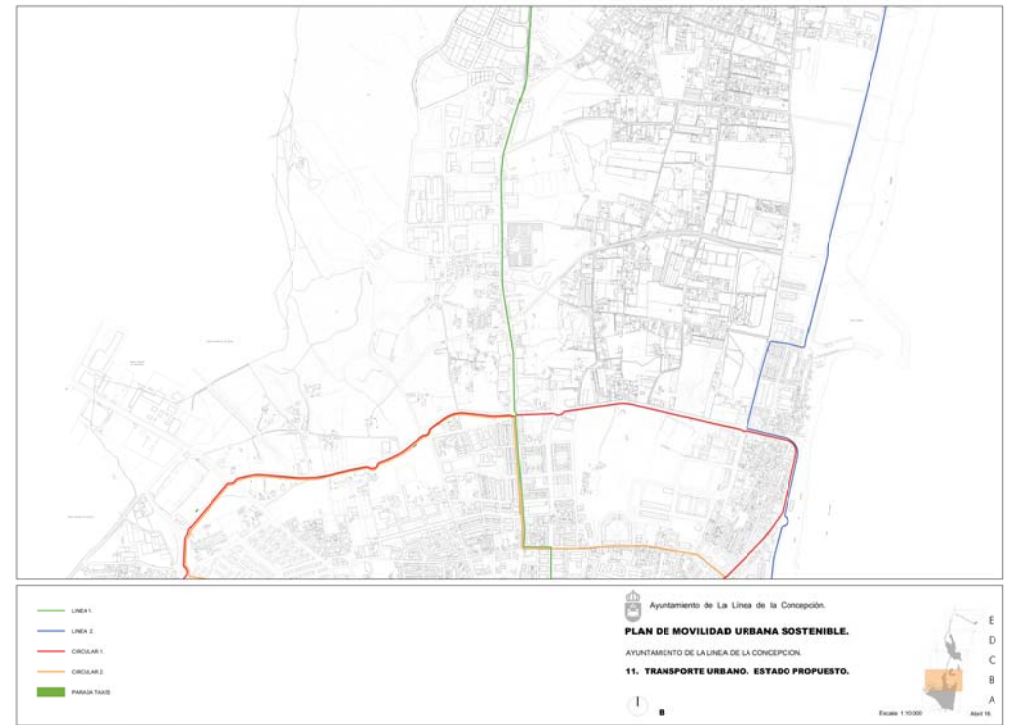 LINEA 1.
LINEA 2.
CIRCULAR 1.
CIRCULAR 2.
PARADA TAXIS
Ayuntamiento de La Línea de la Concepción.
PLAN DE MOVILIDAD URBANA SOSTENIBLE.
AYUNTAMIENTO DE LA LINEA DE LA CONCEPCION.
11. TRANSPORTE URBANO. ESTADO PROPUESTO.
B
E
D
C
B
A
Escala 1:10.000
Abril 16.